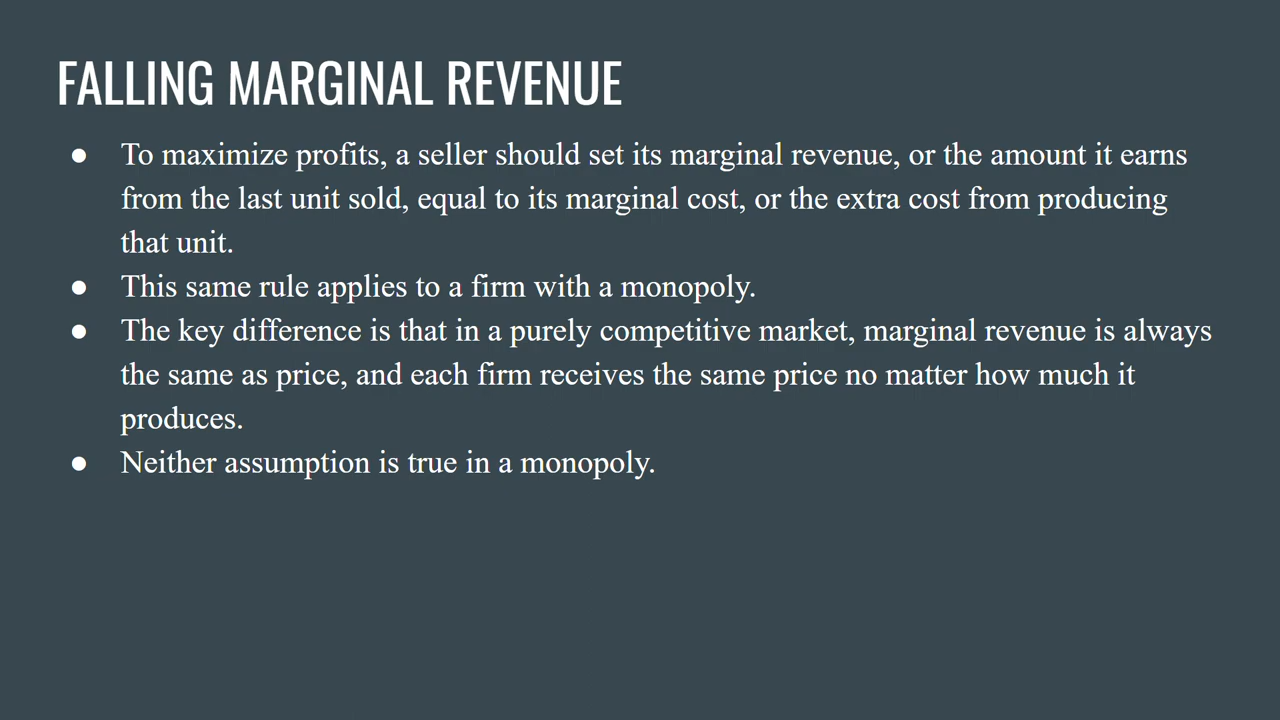 FALLING MARGINAL REVENUE
● To maximize profits, a seller should set its marginal revenue, or the amount it earns
from the last unit sold, equal to its marginal cost, or the extra cost from producing
that unit.
● This same rule applies to a firm with a monopoly.
● The key difference is that in a purely competitive market, marginal revenue is always
the same as price, and each firm receives the same price no matter how much it
produces.
● Neither assumption is true in a monopoly.